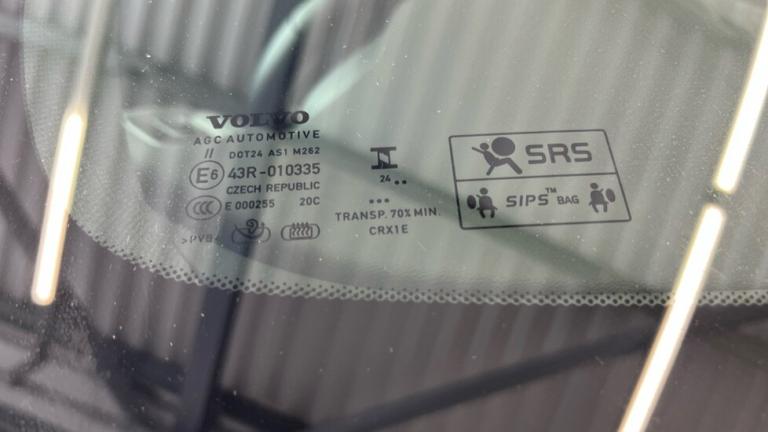 VOLVO
AGC AUTOMOTIVE
// DOT24 AS1 M262
E6 43R-010335
CZECH REPUBLIC
CCC E 000255 20C
>PVB<
24 ..
...
TRANSP. 70% MIN.
CRX1E
SRS
SIPS™ BAG